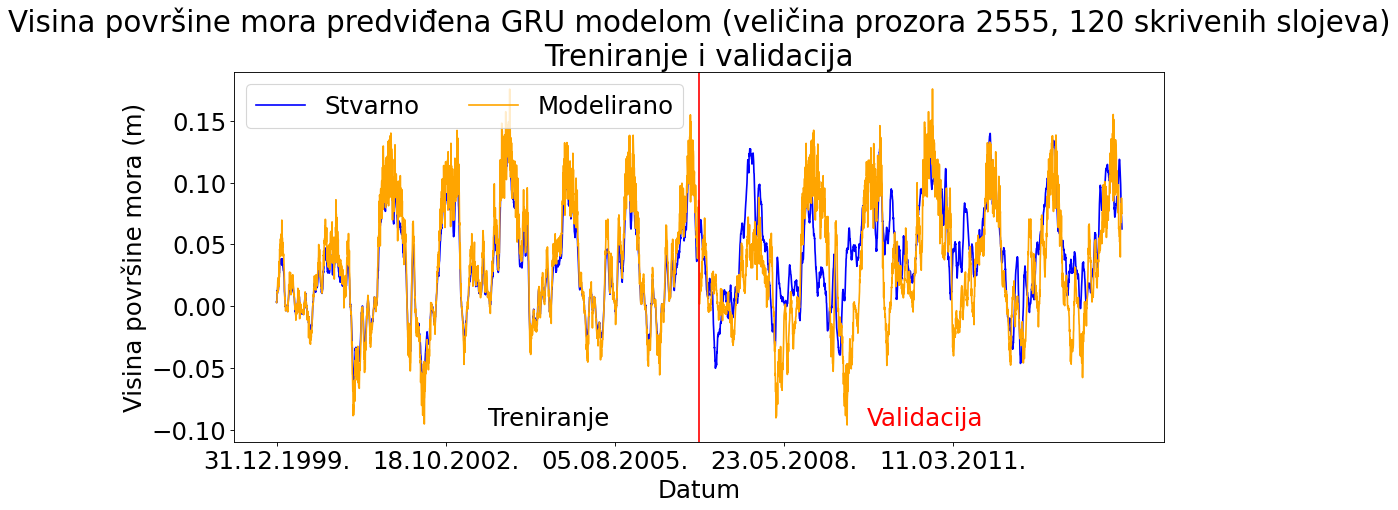 Visina površine mora predviđena GRU modelom (veličina prozora 2555, 120 skrivenih slojeva)
Treniranje i validacija
Stvarno
Modelirano
Visina površine mora (m)
0.15
0.10
0.05
0.00
−0.05
−0.10
Treniranje
Validacija
31.12.1999.
18.10.2002.
05.08.2005.
23.05.2008.
11.03.2011.
Datum